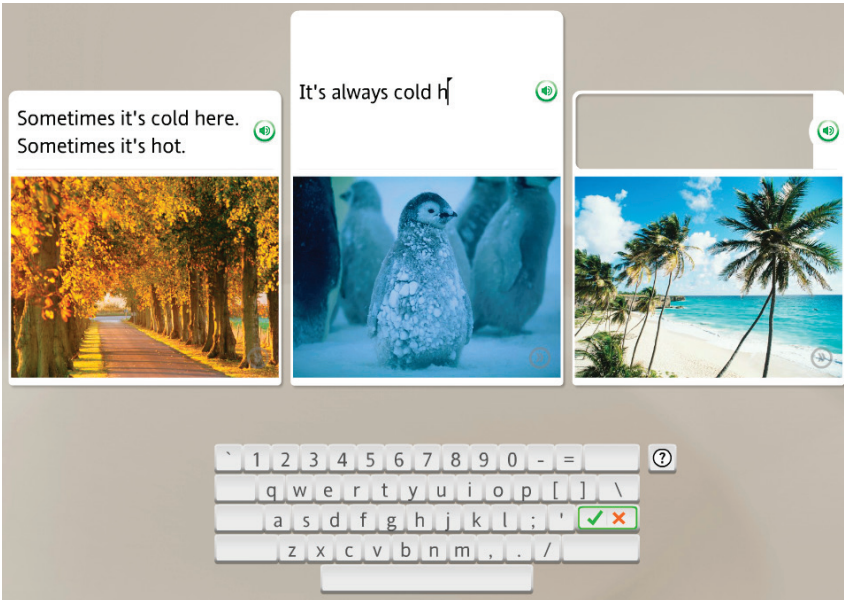 Sometimes it's cold here.
Sometimes it's hot.
It's always cold h
` 1 2 3 4 5 6 7 8 9 0 - =
q w e r t y u i o p [ ] \
a s d f g h j k l ; '
z x c v b n m , . /
?